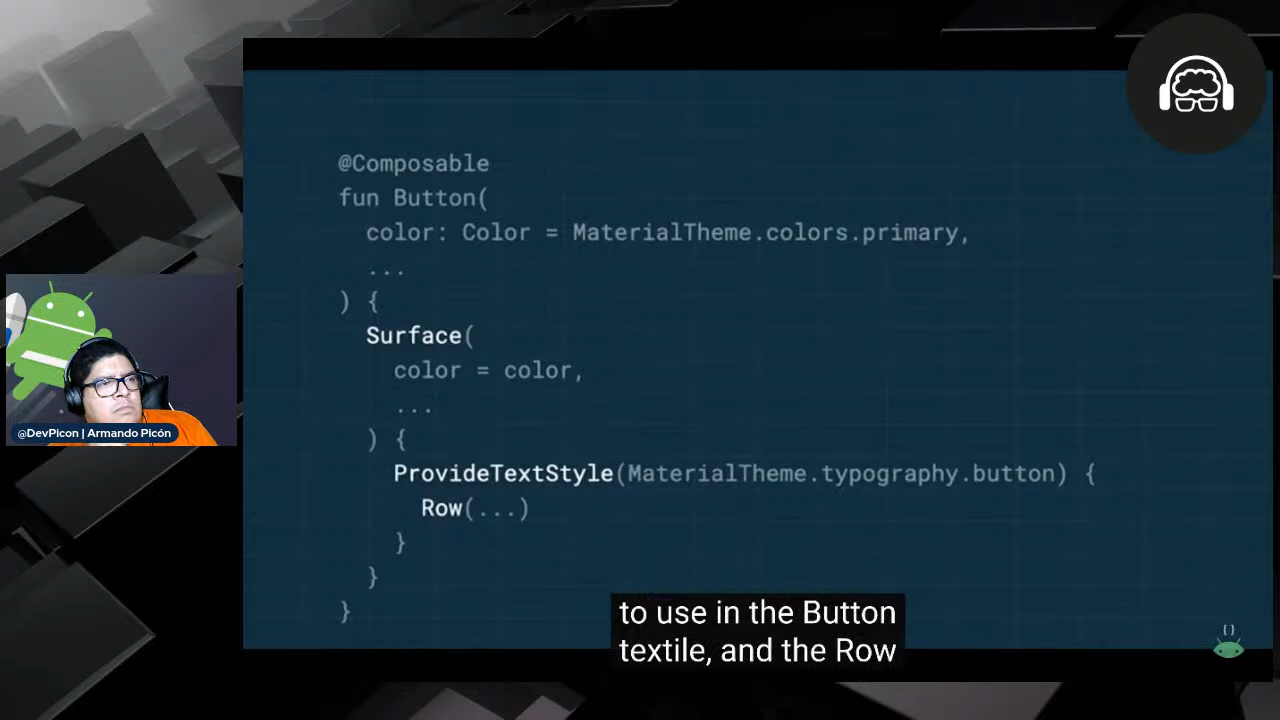 @Composable
fun Button(
color: Color = MaterialTheme.colors.primary,
...
) {
Surface(
color = color,
...
) {
ProvideTextStyle(MaterialTheme.typography.button) {
Row(...)
}
}
}
@DevPicon | Armando Picón
to use in the Button
textile, and the Row
{ }